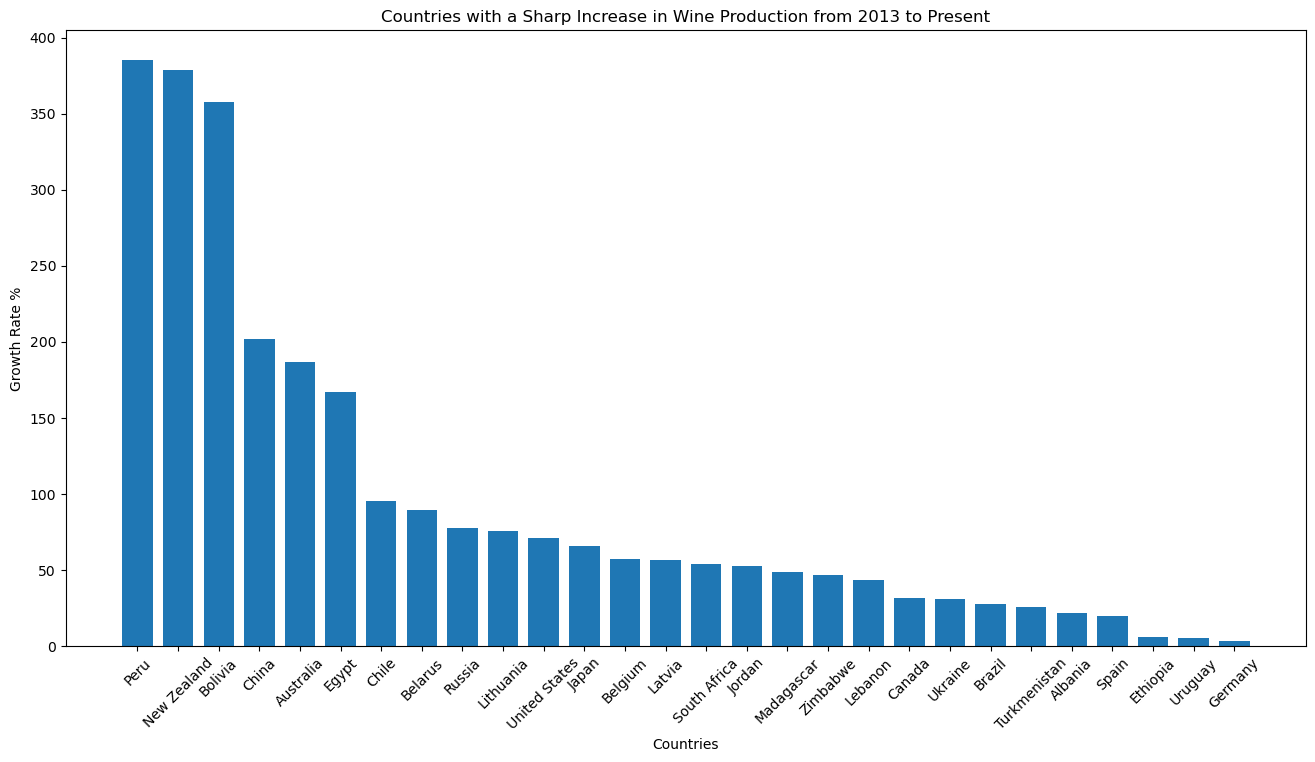 Countries with a Sharp Increase in Wine Production from 2013 to Present
400
350
300
250
200
150
100
50
0
Growth Rate %
Peru
New Zealand
Bolivia
China
Australia
Egypt
Chile
Belarus
Russia
Lithuania
United States
Japan
Belgium
Latvia
South Africa
Jordan
Madagascar
Zimbabwe
Lebanon
Canada
Ukraine
Brazil
Turkmenistan
Albania
Spain
Ethiopia
Uruguay
Germany
Countries